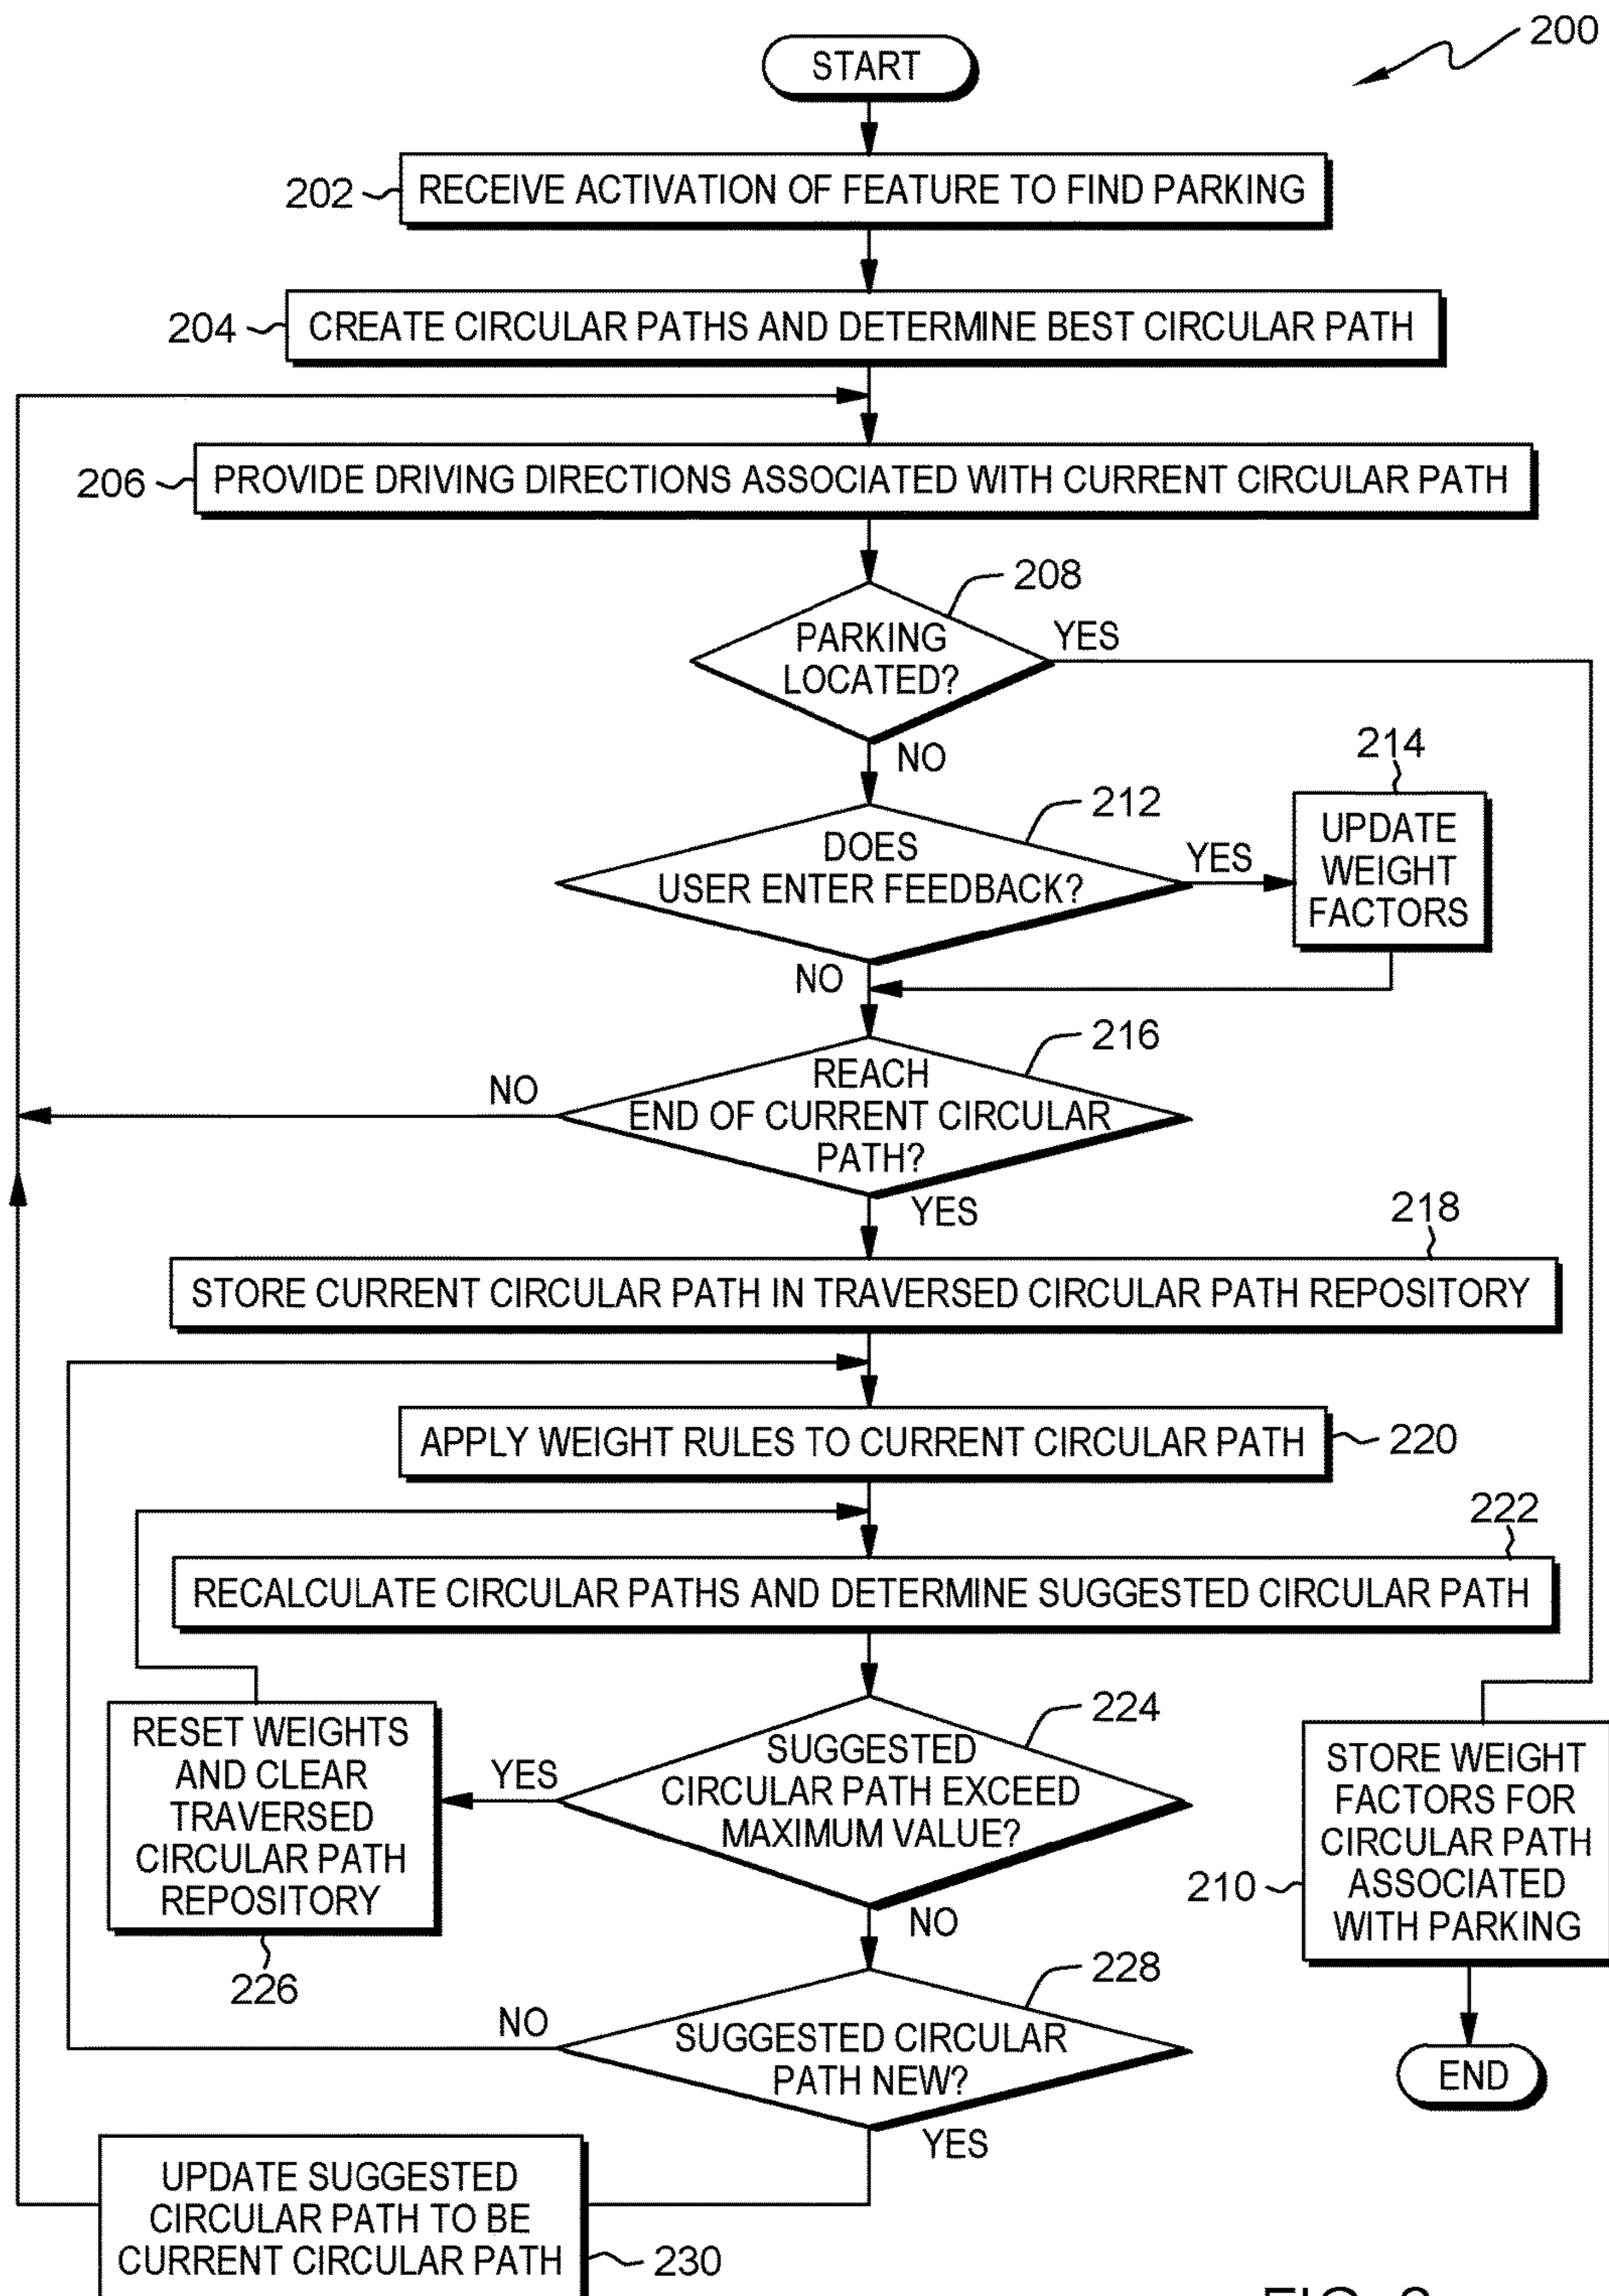 200
START
202
RECEIVE ACTIVATION OF FEATURE TO FIND PARKING
204
CREATE CIRCULAR PATHS AND DETERMINE BEST CIRCULAR PATH
206
PROVIDE DRIVING DIRECTIONS ASSOCIATED WITH CURRENT CIRCULAR PATH
208
PARKING
LOCATED?
YES
NO
212
DOES
USER ENTER FEEDBACK?
YES
214
UPDATE
WEIGHT
FACTORS
NO
216
REACH
END OF CURRENT CIRCULAR
PATH?
NO
YES
218
STORE CURRENT CIRCULAR PATH IN TRAVERSED CIRCULAR PATH REPOSITORY
APPLY WEIGHT RULES TO CURRENT CIRCULAR PATH
220
222
RECALCULATE CIRCULAR PATHS AND DETERMINE SUGGESTED CIRCULAR PATH
224
SUGGESTED
CIRCULAR PATH EXCEED
MAXIMUM VALUE?
YES
RESET WEIGHTS
AND CLEAR
TRAVERSED
CIRCULAR PATH
REPOSITORY
226
NO
210
STORE WEIGHT
FACTORS FOR
CIRCULAR PATH
ASSOCIATED
WITH PARKING
228
SUGGESTED CIRCULAR
PATH NEW?
NO
YES
END
UPDATE SUGGESTED
CIRCULAR PATH TO BE
CURRENT CIRCULAR PATH
230